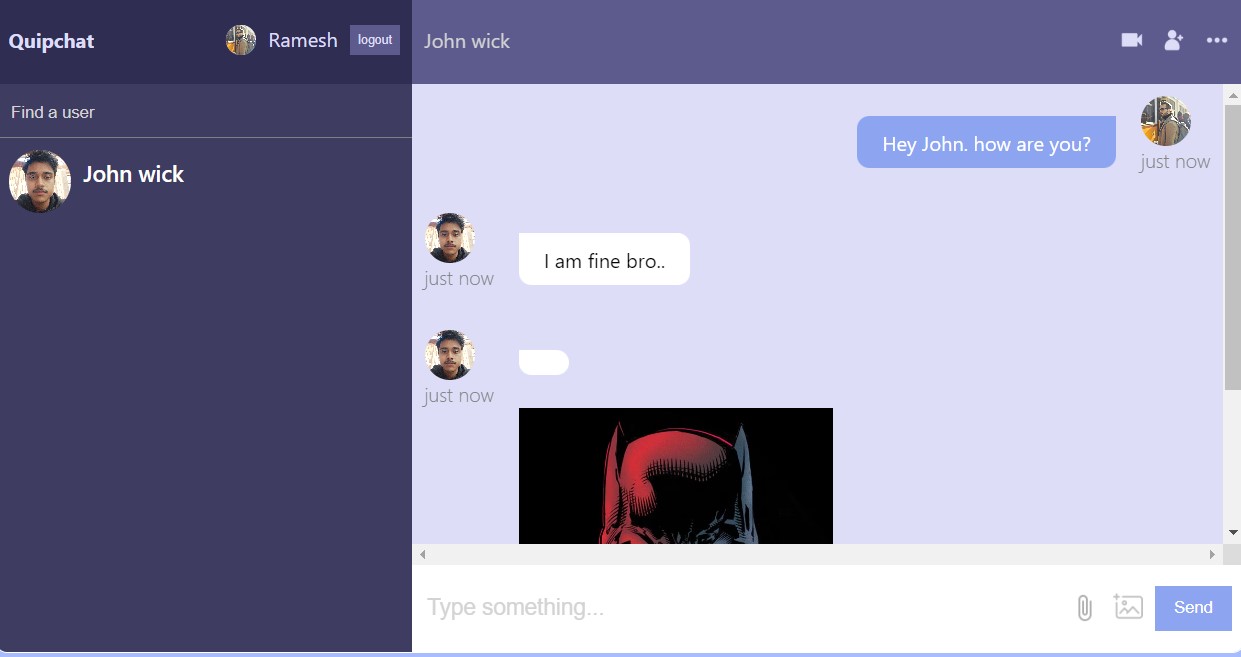 Quipchat
Ramesh
logout
John wick
Find a user
John wick
Hey John. how are you?
just now
I am fine bro..
just now
just now
Type something...
Send